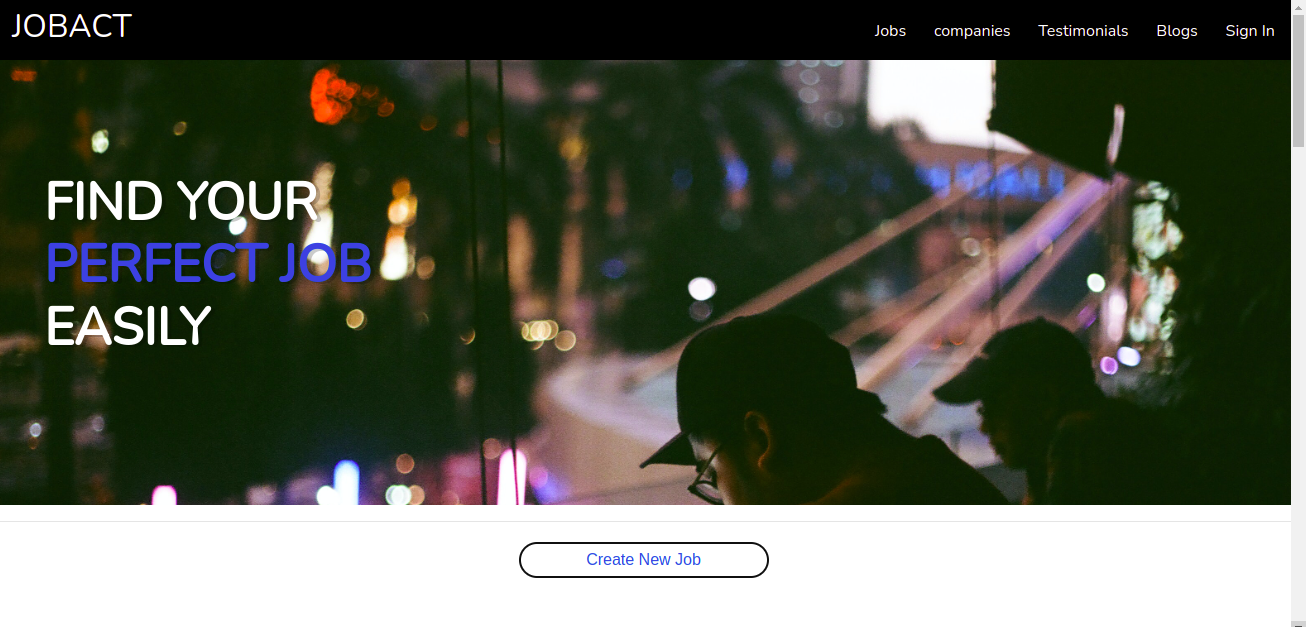 JOBACT
Jobs companies Testimonials Blogs Sign In
FIND YOUR
PERFECT JOB
EASILY
Create New Job